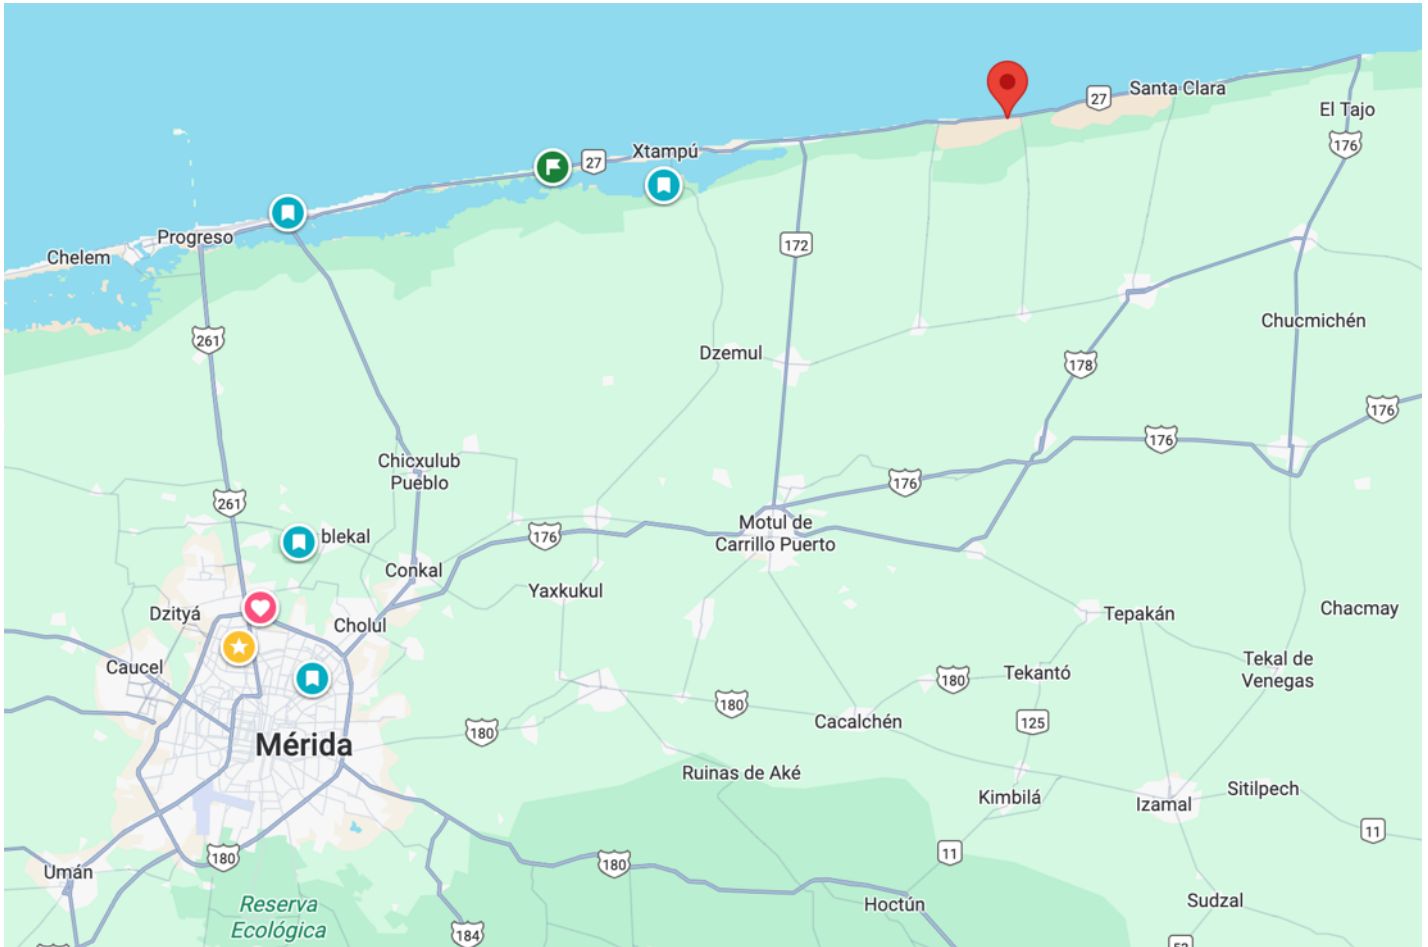 Santa Clara
27
El Tajo
176
Xtampú
27
Progreso
Chelem
172
261
Chucmichén
Dzemul
178
176
176
Chicxulub
Pueblo
176
261
Motul de
Carrillo Puerto
176
blekal
Conkal
Yaxkukul
Dzityá
Cholul
Tepakán
Chacmay
Caucel
Tekal de
Venegas
Tekantó
180
180
Cacalchén
125
180
Mérida
Ruinas de Aké
Kimbilá
Izamal
Sitilpech
11
11
180
180
Umán
Reserva
Ecológica
Hoctún
Sudzal
184